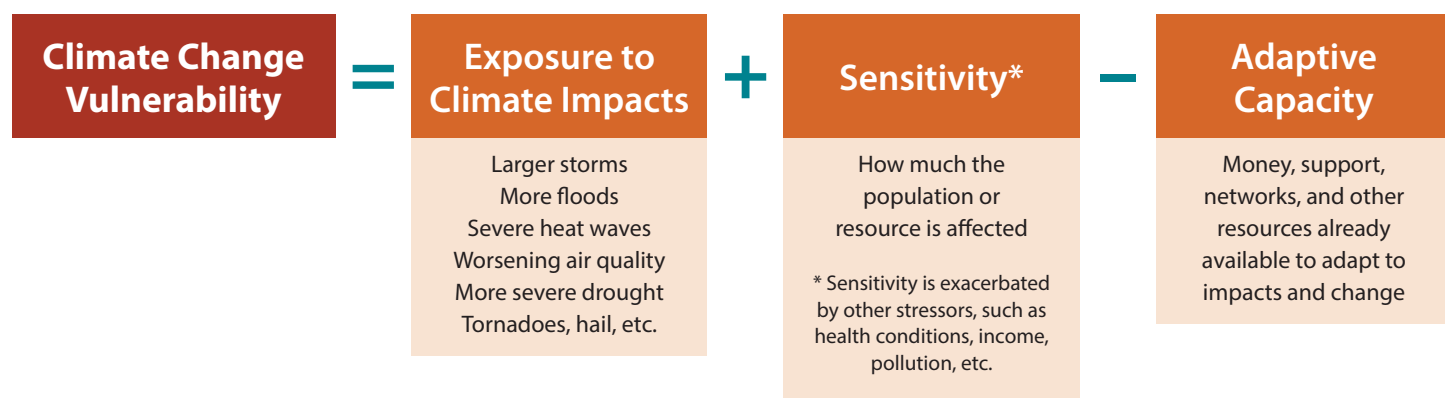 Climate Change
Vulnerability
=
Exposure to
Climate Impacts
Larger storms
More floods
Severe heat waves
Worsening air quality
More severe drought
Tornadoes, hail, etc.
+
Sensitivity*
How much the
population or
resource is affected
* Sensitivity is exacerbated
by other stressors, such as
health conditions, income,
pollution, etc.
–
Adaptive
Capacity
Money, support,
networks, and other
resources already
available to adapt to
impacts and change